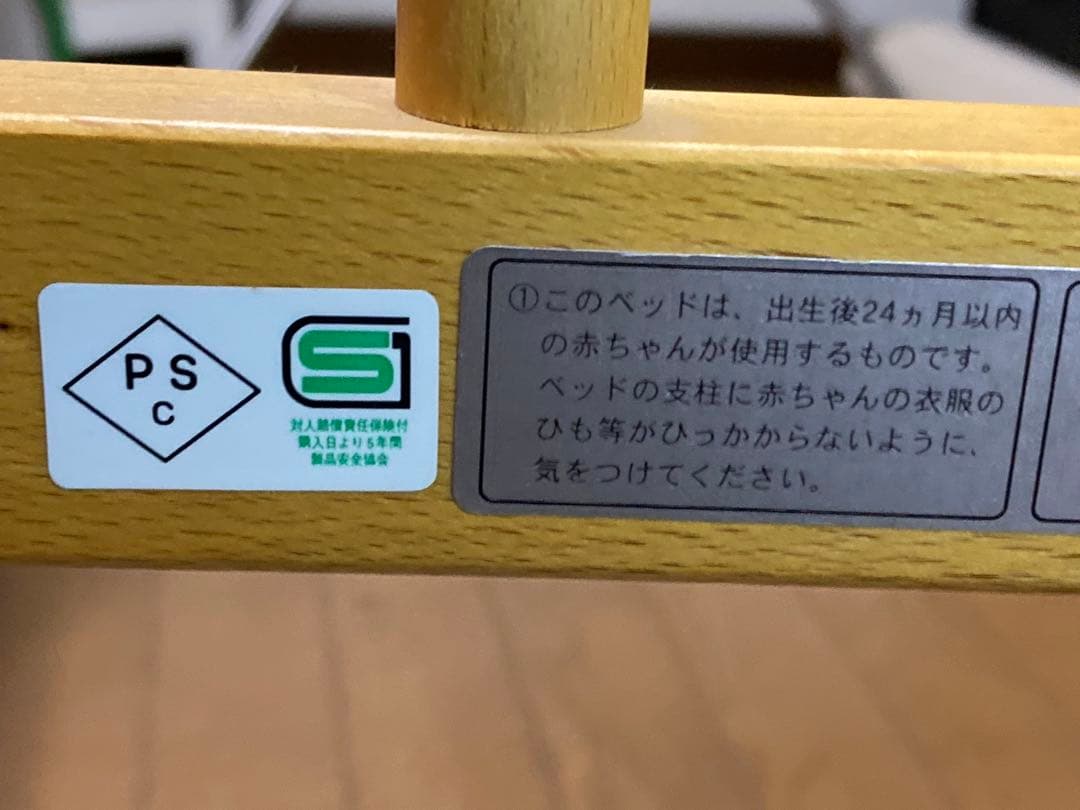 PS
C
SG
対人賠償責任保険付
購入日より5年間
製品安全協会
①このベッドは、出生後24ヵ月以内
の赤ちゃんが使用するものです。
ベッドの支柱に赤ちゃんの衣服の
ひも等がひっかからないように、
気をつけてください。